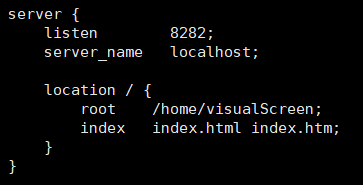 server {
    listen       8282;
    server_name  localhost;

    location / {
        root   /home/visualScreen;
        index  index.html index.htm;
    }
}